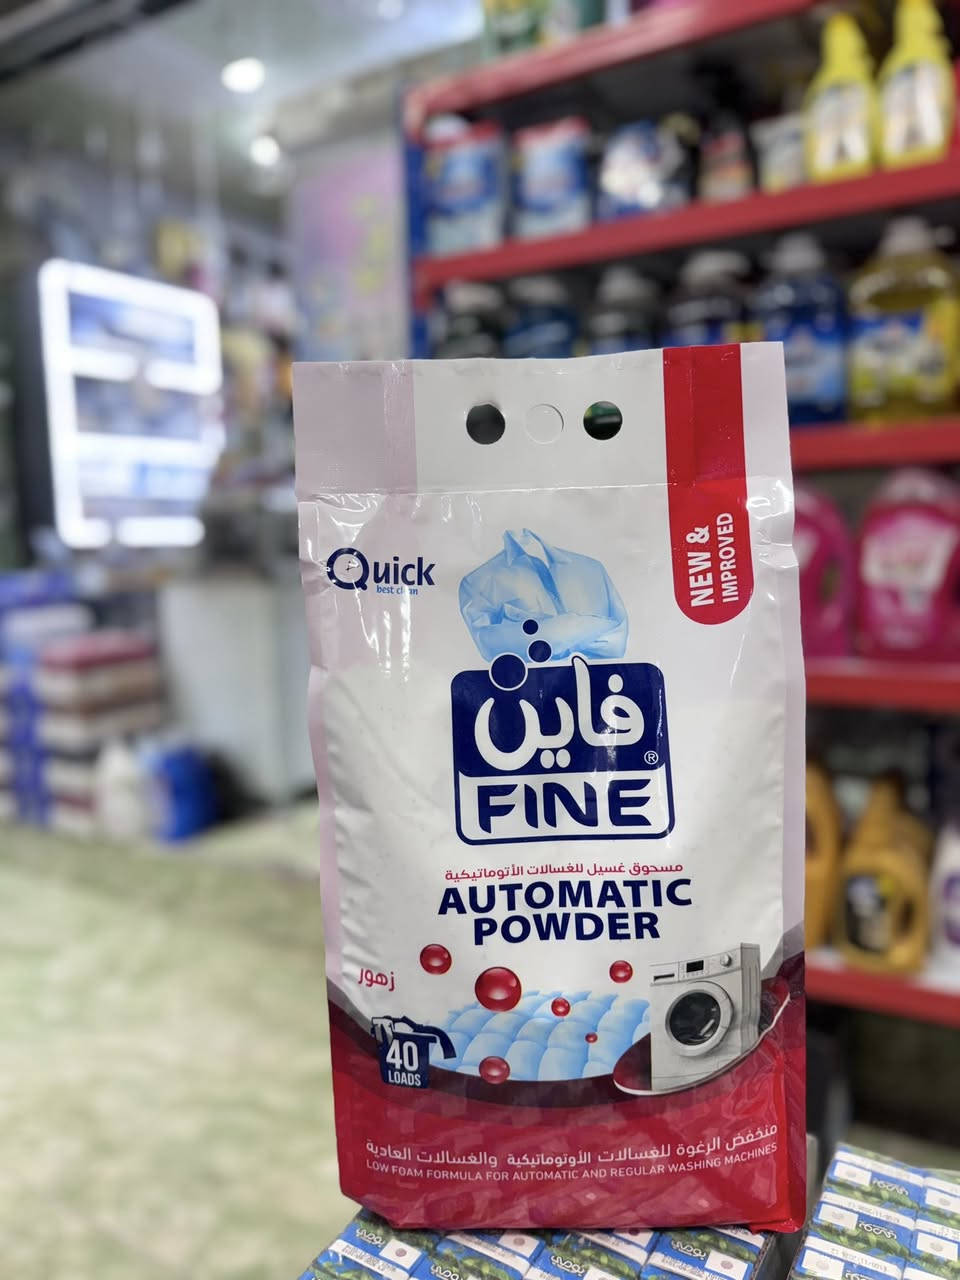 NEW &
IMPROVED
Quick
best clean
فاين
®
FINE
مسحوق غسيل للغسالات الأتوماتيكية
AUTOMATIC
POWDER
زهور
40
LOADS
منخفض الرغوة للغسالات الأوتوماتيكية والغسالات العادية
LOW FOAM FORMULA FOR AUTOMATIC AND REGULAR WASHING MACHINES